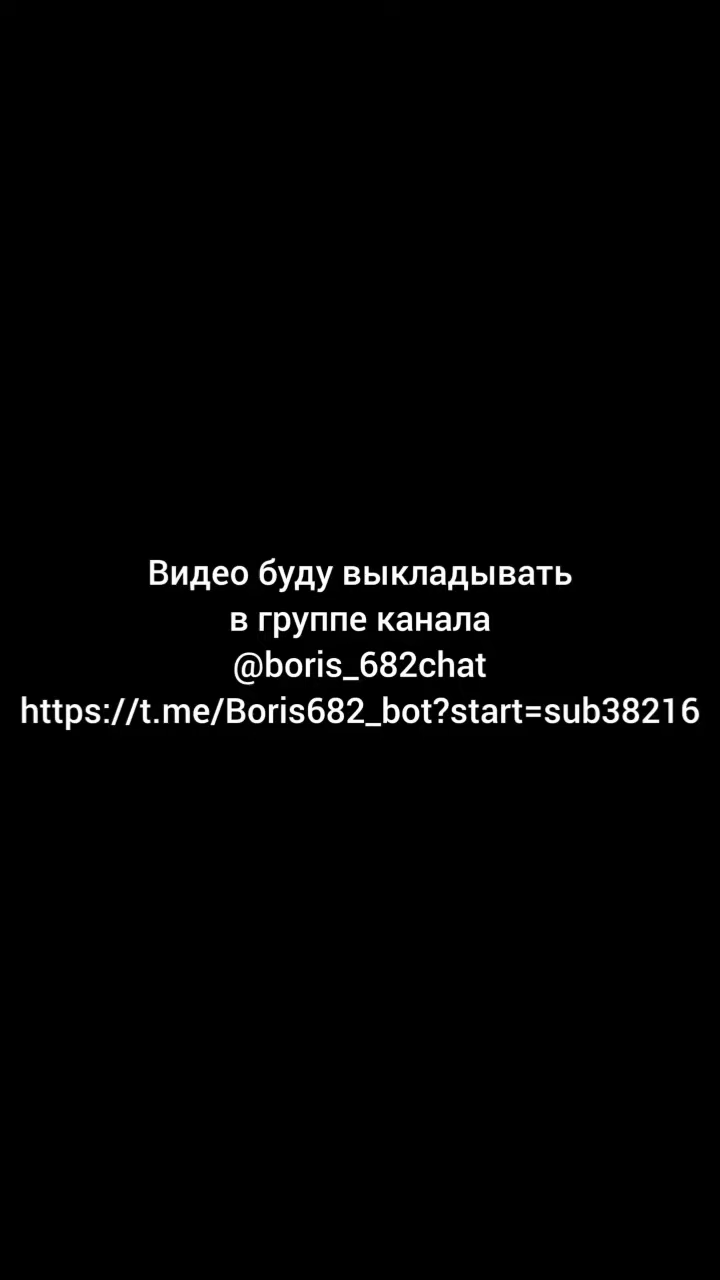 Видео буду выкладывать
в группе канала
@boris_682chat
https://t.me/Boris682_bot?start=sub38216